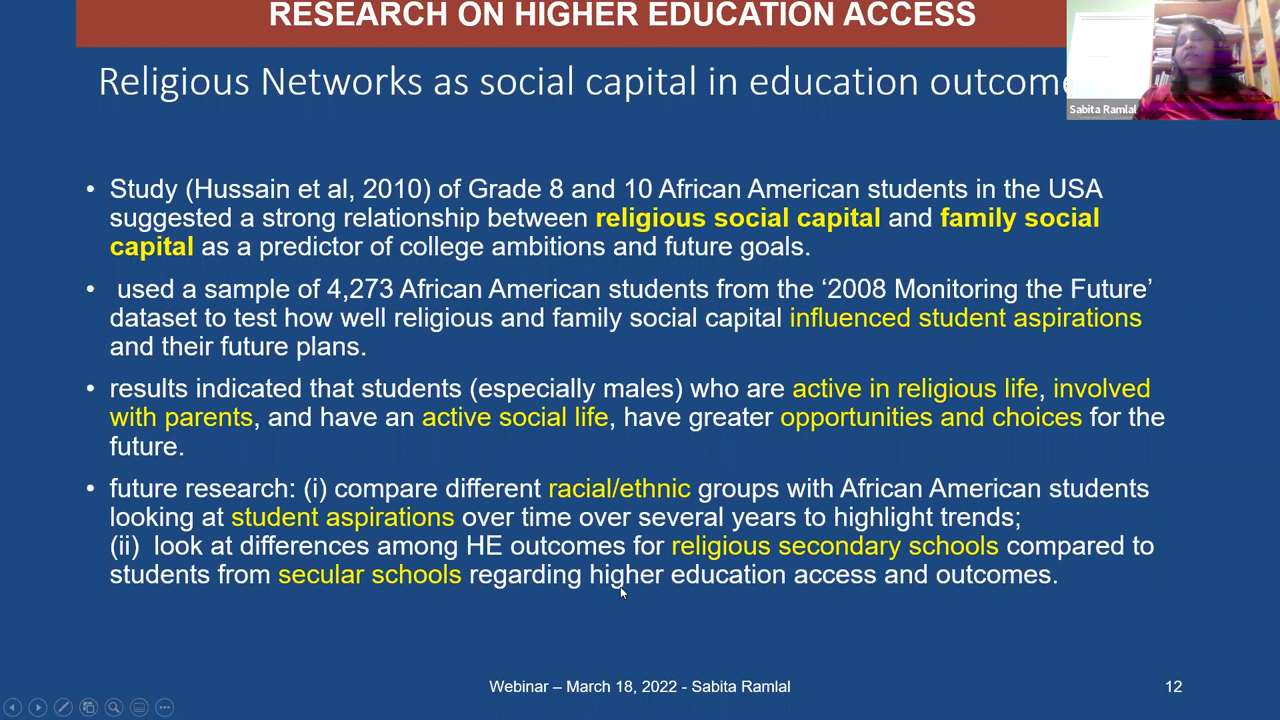 RESEARCH ON HIGHER EDUCATION ACCESS
Religious Networks as social capital in education outcome
Sabita Ramlal
• Study (Hussain et al, 2010) of Grade 8 and 10 African American students in the USA
suggested a strong relationship between religious social capital and family social
capital as a predictor of college ambitions and future goals.
• used a sample of 4,273 African American students from the ‘2008 Monitoring the Future’
dataset to test how well religious and family social capital influenced student aspirations
and their future plans.
• results indicated that students (especially males) who are active in religious life, involved
with parents, and have an active social life, have greater opportunities and choices for the
future.
• future research: (i) compare different racial/ethnic groups with African American students
looking at student aspirations over time over several years to highlight trends;
(ii) look at differences among HE outcomes for religious secondary schools compared to
students from secular schools regarding higher education access and outcomes.
Webinar – March 18, 2022 - Sabita Ramlal
12